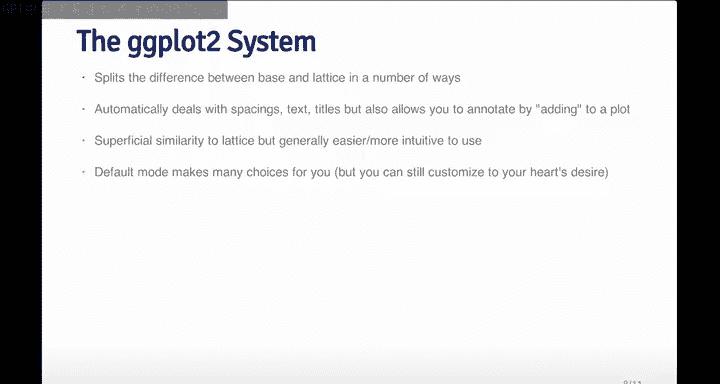 The ggplot2 System
· Splits the difference between base and lattice in a number of ways
· Automatically deals with spacings, text, titles but also allows you to annotate by "adding" to a plot
· Superficial similarity to lattice but generally easier/more intuitive to use
· Default mode makes many choices for you (but you can still customize to your heart's desire)